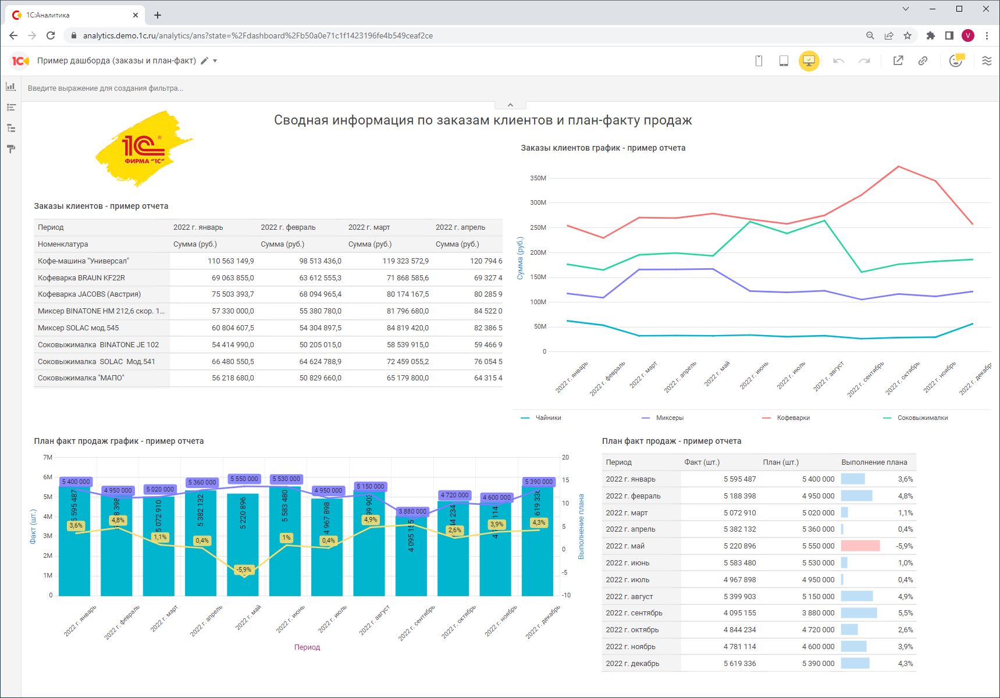 1С:Аналитика
analytics.demo.1c.ru/analytics/ans?state=%2Fdashboard%2Fb50a0e71c1f1423196fe4b549ceaf2ce
V
1С Пример дашборда (заказы и план-факт)
Введите выражение для создания фильтра...
1С ®
ФИРМА "1С"
Сводная информация по заказам клиентов и план-факту продаж
Заказы клиентов - пример отчета
Период 2022 г. январь 2022 г. февраль 2022 г. март 2022 г. апрель
Номенклатура Сумма (руб.) Сумма (руб.) Сумма (руб.) Сумма (руб.)
Кофе-машина "Универсал" 110 563 149,9 98 513 436,0 119 323 572,9 120 794 6
Кофеварка BRAUN KF22R 69 063 855,0 63 612 555,3 71 868 585,6 69 327 4
Кофеварка JACOBS (Австрия) 75 503 393,7 68 094 965,4 80 174 167,5 80 285 9
Миксер BINATONE HM 212,6 скор. 1... 57 330 000,0 55 380 780,0 81 796 680,0 84 522 0
Миксер SOLAC мод.545 60 804 607,5 54 304 897,5 84 819 420,0 82 386 5
Соковыжималка  BINATONE JE 102 54 414 990,0 50 205 015,0 58 539 915,0 59 466 9
Соковыжималка  SOLAC  Мод.541 66 480 550,5 64 624 788,9 72 459 055,2 76 054 5
Соковыжималка "МАПО" 56 218 680,0 50 829 660,0 65 179 800,0 64 315 4
Заказы клиентов график - пример отчета
Сумма (руб.)
350M
300M
250M
200M
150M
100M
50M
0
2022 г. январь 2022 г. февраль 2022 г. март 2022 г. апрель 2022 г. май 2022 г. июнь 2022 г. июль 2022 г. август 2022 г. сентябрь 2022 г. октябрь 2022 г. ноябрь 2022 г. декабр
Чайники Миксеры Кофеварки Соковыжималки
План факт продаж график - пример отчета
Факт (шт.)
7M
6M
5M
4M
3M
2M
1M
0
5 400 000 4 950 000 5 020 000 5 360 000 5 550 000 5 530 000 4 950 000 5 150 000 3 880 000 4 720 000 4 600 000 5 390 000
5 595 487 5 072 910 5 382 132 5 220 896 5 583 480 4 967 898 4 095 155 619 336
3,6% 4,8% 1,1% 0,4% -5,9% 1% 0,4% 4,9% 2,6% 3,9% 4,3%
20
15
10
5
0
-5
-10
Выполнение плана
2022 г. январь 2022 г. февраль 2022 г. март 2022 г. апрель 2022 г. май 2022 г. июнь 2022 г. июль 2022 г. август 2022 г. сентябрь 2022 г. октябрь 2022 г. ноябрь 2022 г. декабрь
Период
План факт продаж - пример отчета
Период Факт (шт.) План (шт.) Выполнение плана
2022 г. январь 5 595 487 5 400 000 3,6%
2022 г. февраль 5 188 398 4 950 000 4,8%
2022 г. март 5 072 910 5 020 000 1,1%
2022 г. апрель 5 382 132 5 360 000 0,4%
2022 г. май 5 220 896 5 550 000 -5,9%
2022 г. июнь 5 583 480 5 530 000 1,0%
2022 г. июль 4 967 898 4 950 000 0,4%
2022 г. август 5 399 903 5 150 000 4,9%
2022 г. сентябрь 4 095 155 3 880 000 5,5%
2022 г. октябрь 4 844 234 4 720 000 2,6%
2022 г. ноябрь 4 781 114 4 600 000 3,9%
2022 г. декабрь 5 619 336 5 390 000 4,3%